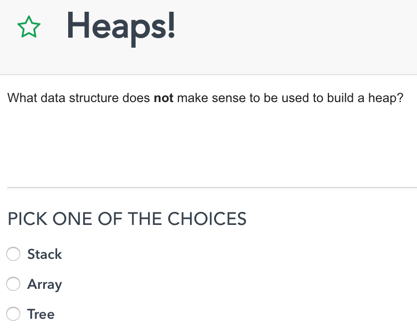 Heaps!
What data structure does not make sense to be used to build a heap?
PICK ONE OF THE CHOICES
Stack
Array
Tree